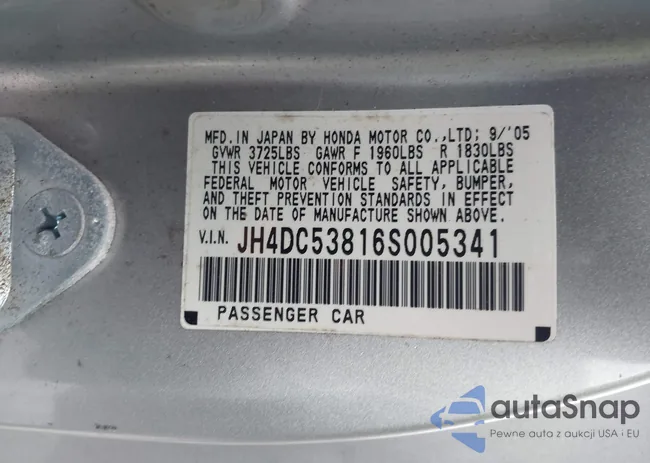 MFD. IN JAPAN BY HONDA MOTOR CO.,LTD; 9/'05
GVWR 3725LBS GAWR F 1960LBS R 1830LBS
THIS VEHICLE CONFORMS TO ALL APPLICABLE
FEDERAL MOTOR VEHICLE SAFETY, BUMPER,
AND THEFT PREVENTION STANDARDS IN EFFECT
ON THE DATE OF MANUFACTURE SHOWN ABOVE.
V.I.N. JH4DC53816S005341
PASSENGER CAR
autaSnap
Pewne auta z aukcji USA i EU